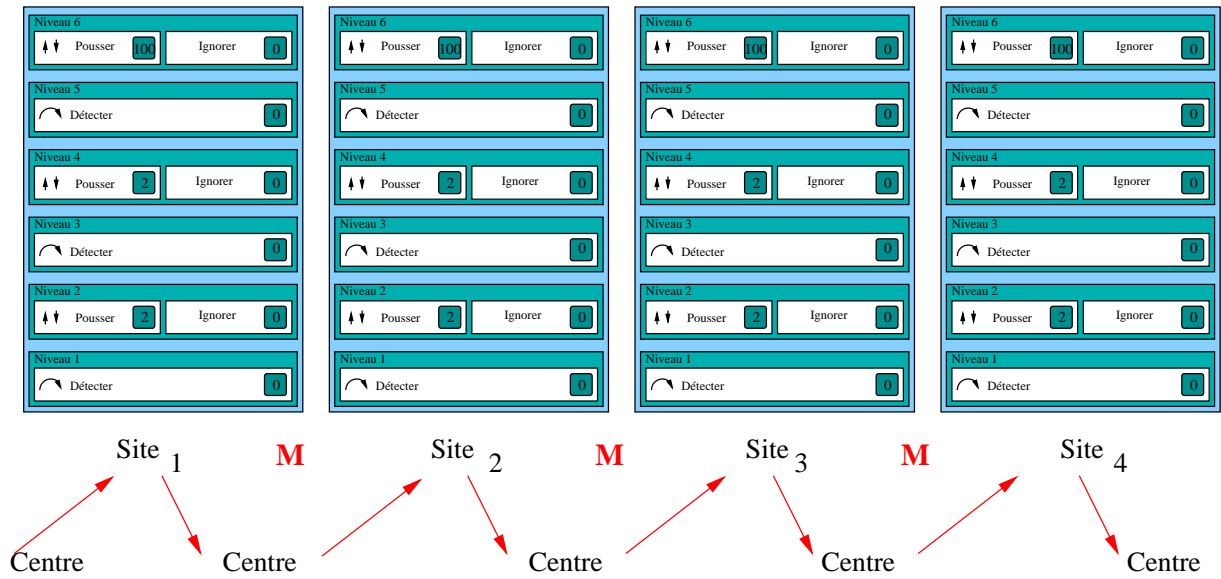 Niveau 6 Niveau 6 Niveau 6 Niveau 6
Pousser 100 Ignorer 0 Pousser 100 Ignorer 0 Pousser 100 Ignorer 0 Pousser 100 Ignorer 0
Niveau 5 Niveau 5 Niveau 5 Niveau 5
Détecter 0 Détecter 0 Détecter 0 Détecter 0
Niveau 4 Niveau 4 Niveau 4 Niveau 4
Pousser 2 Ignorer 0 Pousser 2 Ignorer 0 Pousser 2 Ignorer 0 Pousser 2 Ignorer 0
Niveau 3 Niveau 3 Niveau 3 Niveau 3
Détecter 0 Détecter 0 Détecter 0 Détecter 0
Niveau 2 Niveau 2 Niveau 2 Niveau 2
Pousser 2 Ignorer 0 Pousser 2 Ignorer 0 Pousser 2 Ignorer 0 Pousser 2 Ignorer 0
Niveau 1 Niveau 1 Niveau 1 Niveau 1
Détecter 0 Détecter 0 Détecter 0 Détecter 0
Site 1 M Site 2 M Site 3 M Site 4
Centre Centre Centre Centre Centre